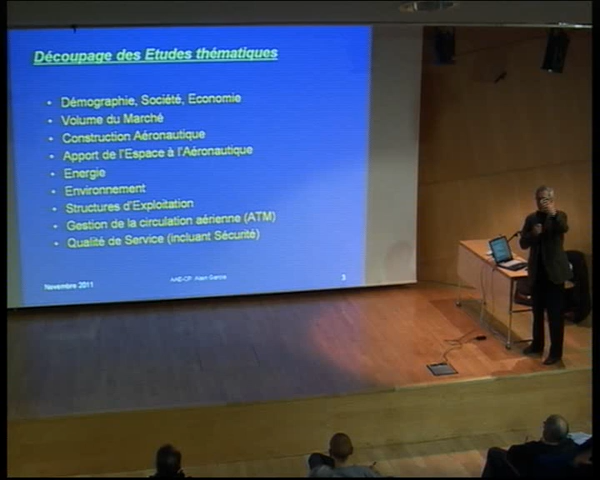 Découpage des Etudes thématiques
• Démographie, Société, Economie
• Volume du Marché
• Construction Aéronautique
• Apport de l'Espace à l'Aéronautique
• Energie
• Environnement
• Structures d'Exploitation
• Gestion de la circulation aérienne (ATM)
• Qualité de Service (incluant Sécurité)
Novembre 2011
3